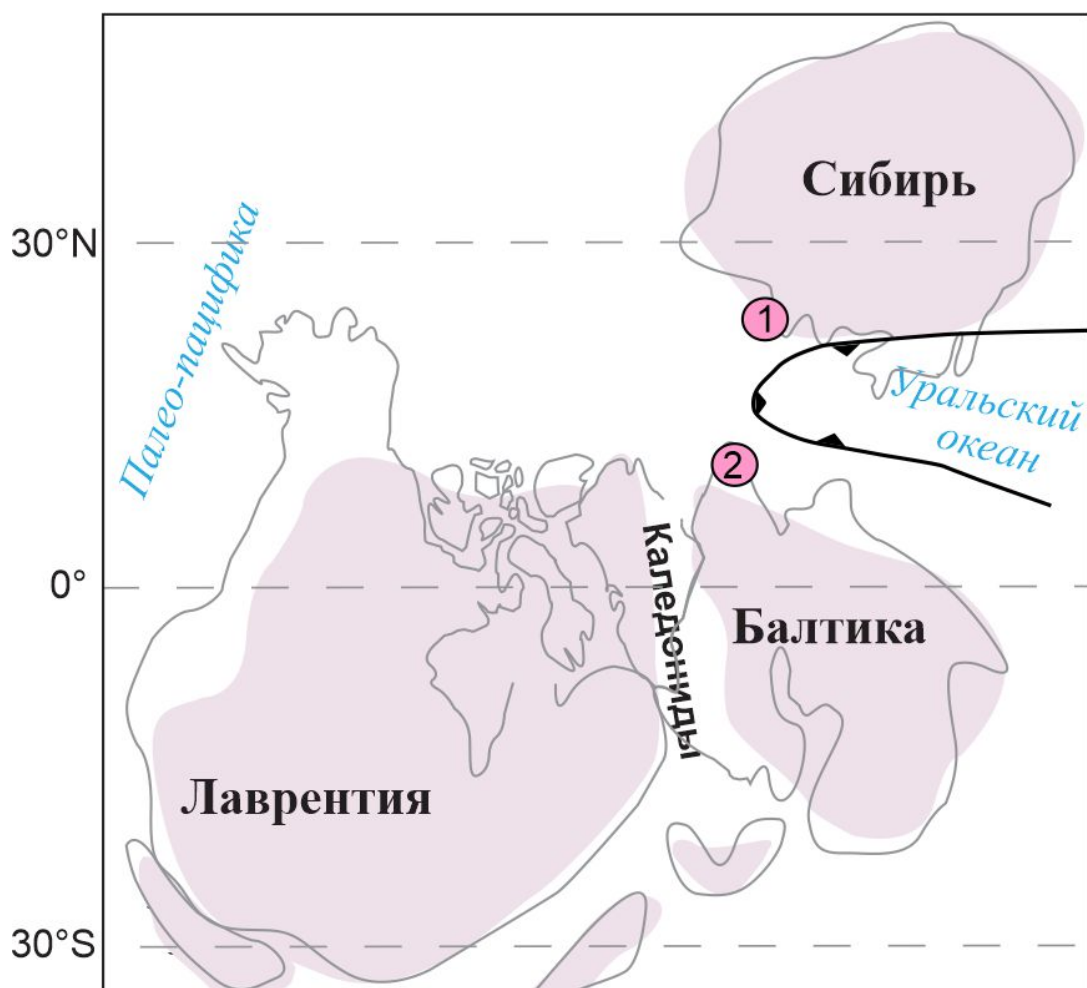 Сибирь
30°N
Палео-пацифика
1
Уральский
океан
2
Каледониды
0°
Балтика
Лаврентия
30°S